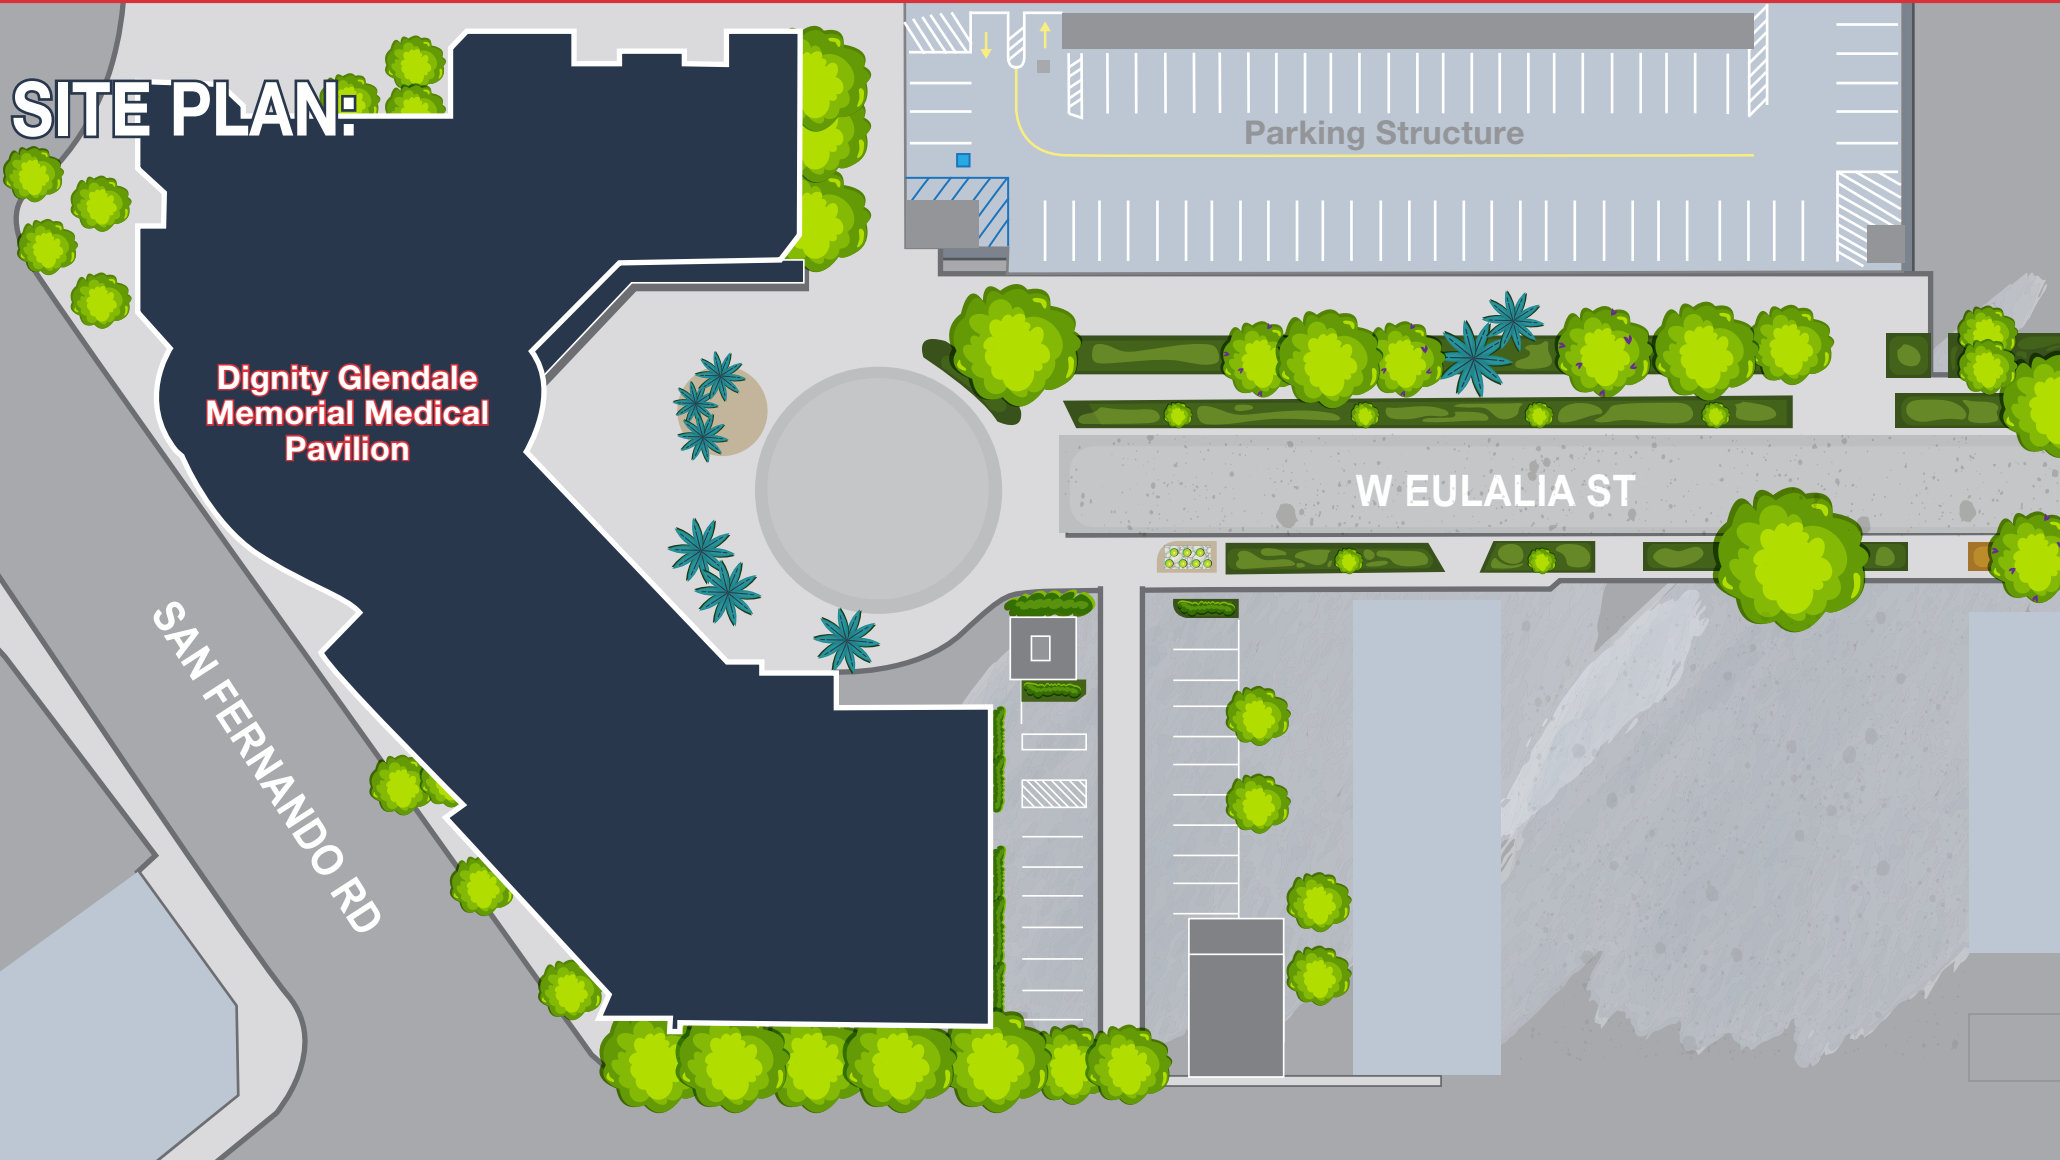 SITE PLAN:
Parking Structure
Dignity Glendale
Memorial Medical
Pavilion
W EULALIA ST
SAN FERNANDO RD